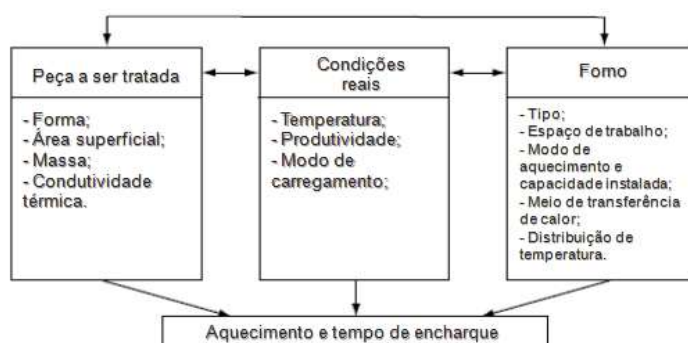 Peça a ser tratada
- Forma;
- Área superficial;
- Massa;
- Condutividade
térmica.
Condições
reais
- Temperatura;
- Produtividade;
- Modo de
carregamento;
Forno
- Tipo;
- Espaço de trabalho;
- Modo de
aquecimento e
capacidade instalada;
- Meio de transferência
de calor;
- Distribuição de
temperatura.
Aquecimento e tempo de encharque